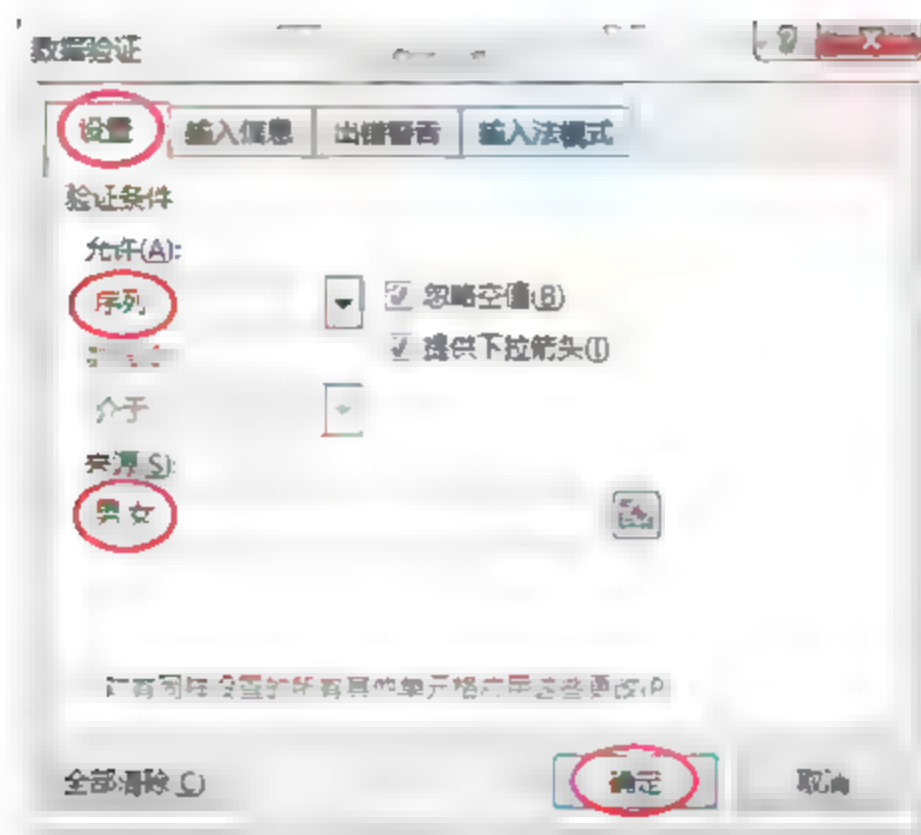 数据验证
设置 输入信息 出错警告 输入法模式
验证条件
允许(A):
序列
忽略空值(B)
提供下拉箭头(I)
介于
来源(S):
男 女
全部清除(C)
确定
取消